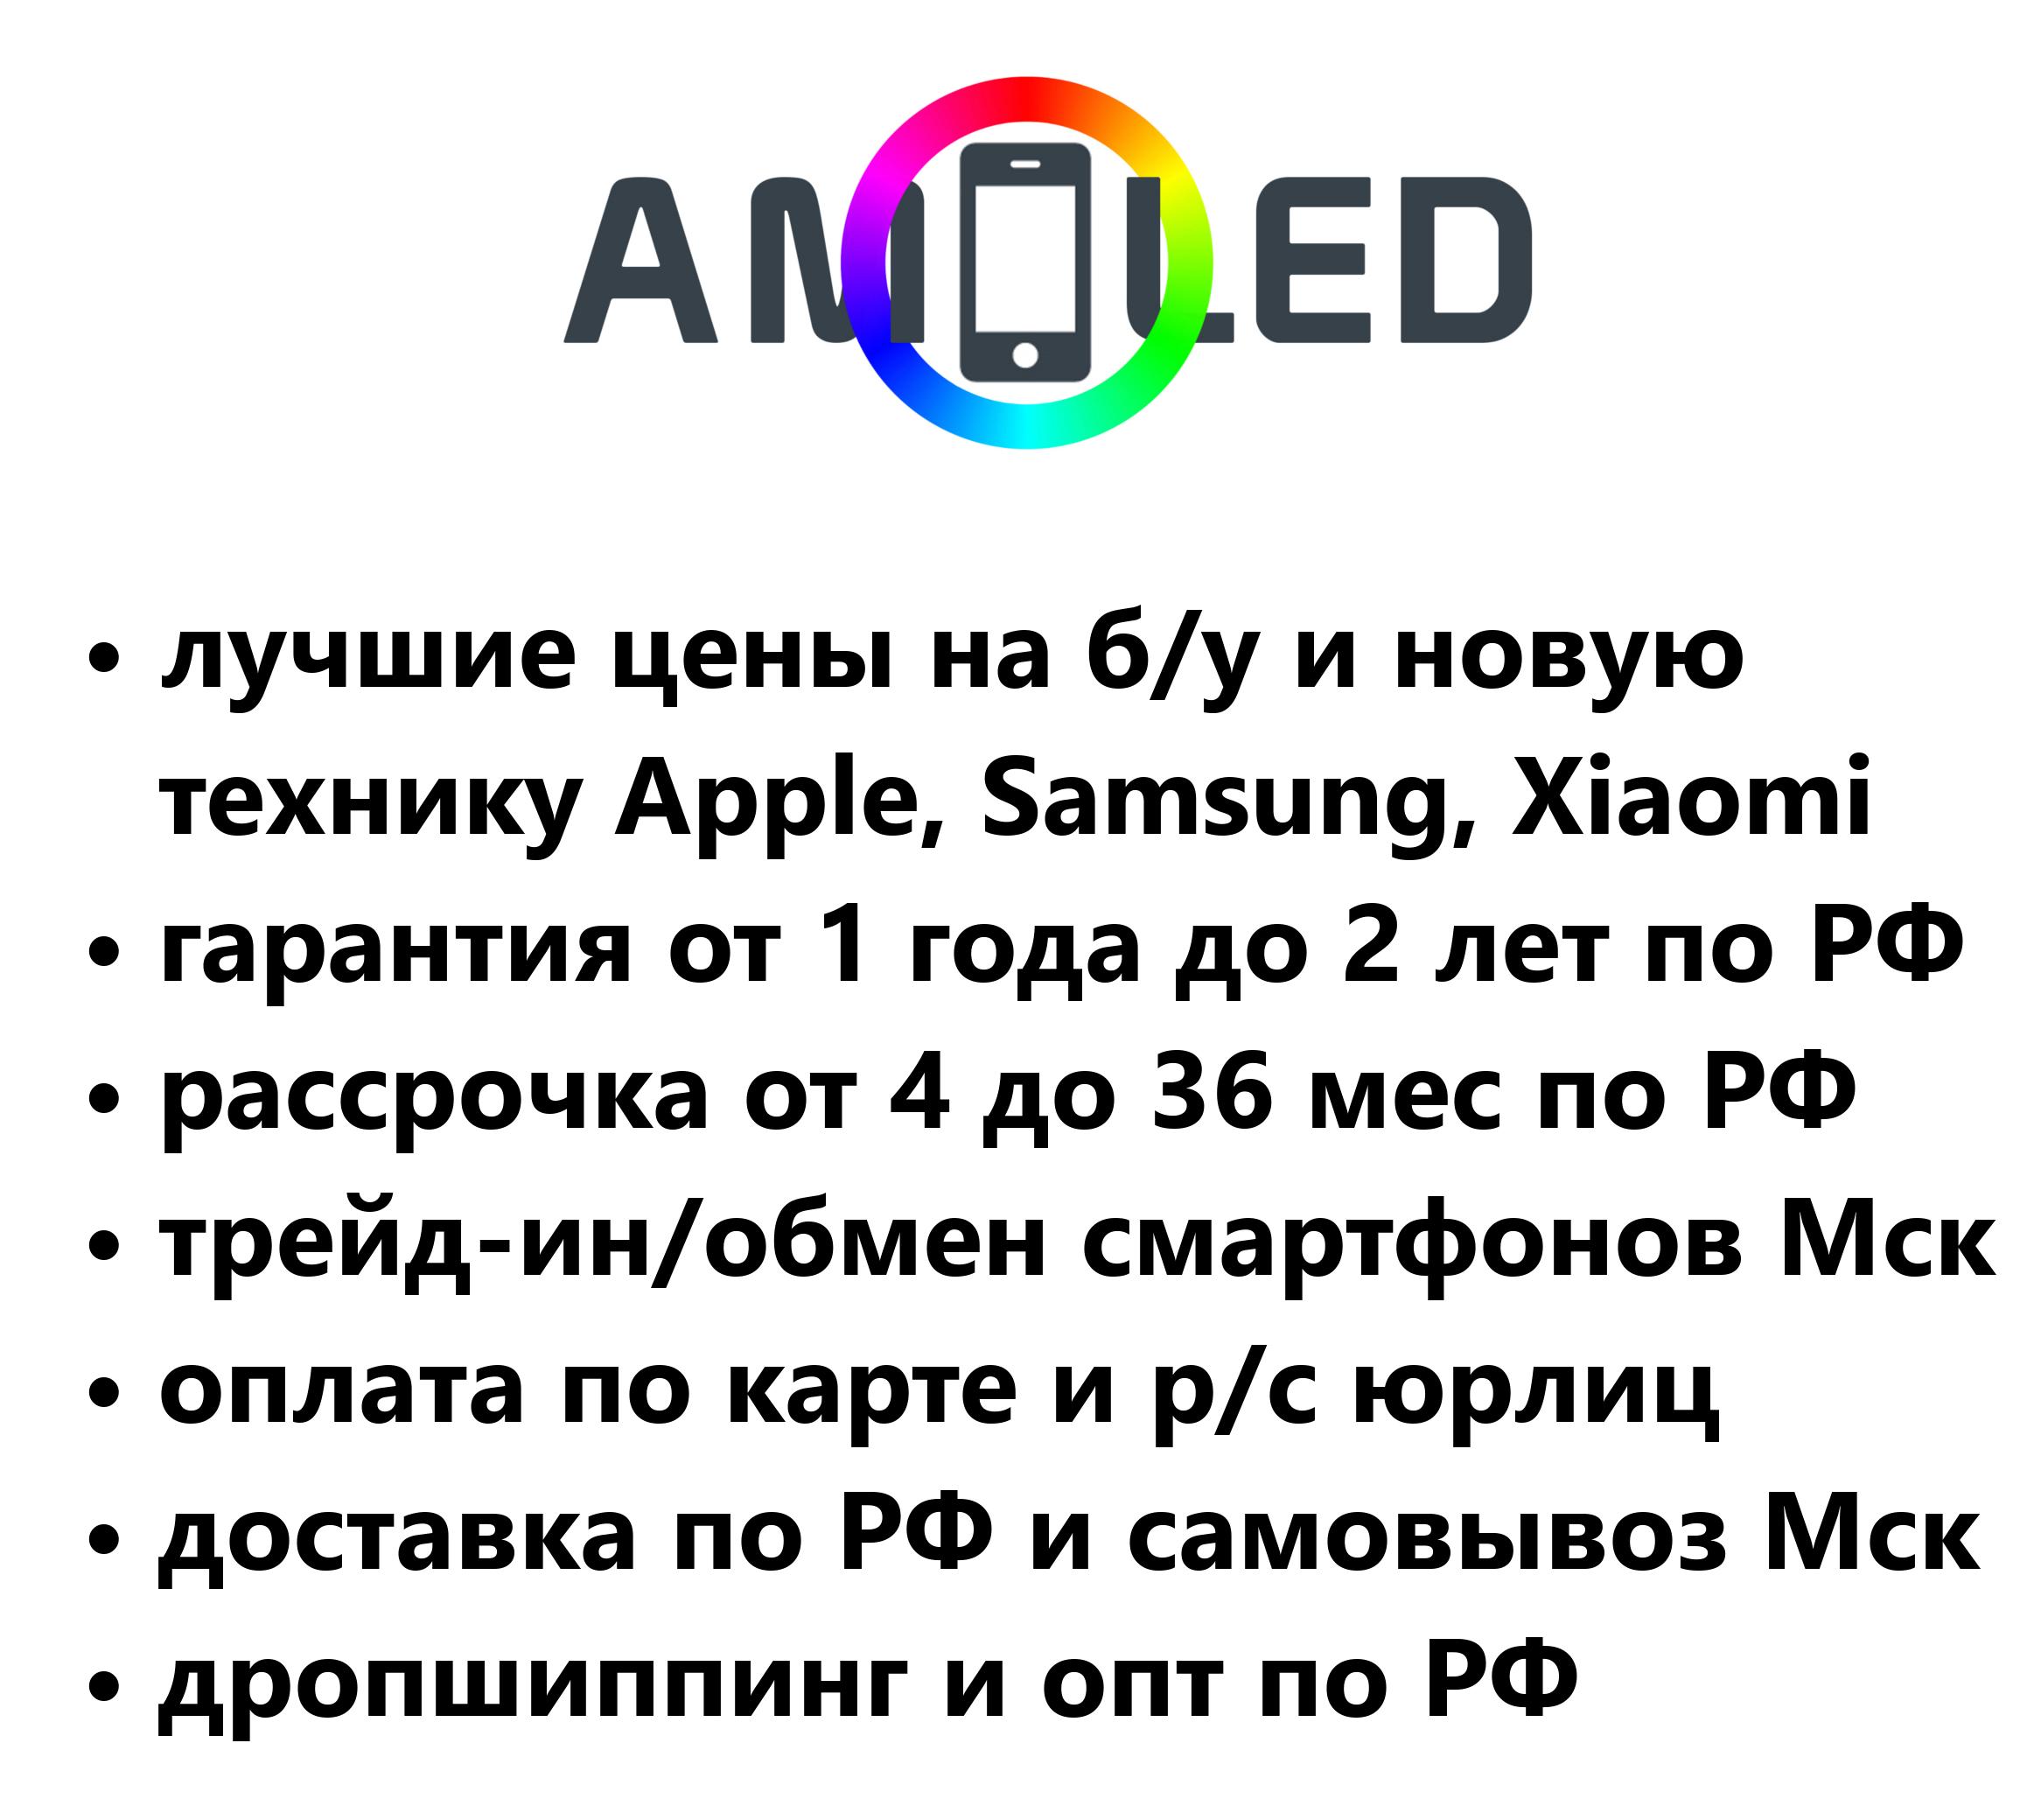 AMOLED
• лучшие цены на б/у и новую
технику Apple, Samsung, Xiaomi
• гарантия от 1 года до 2 лет по РФ
• рассрочка от 4 до 36 мес по РФ
• трейд-ин/обмен смартфонов Мск
• оплата по карте и р/с юрлиц
• доставка по РФ и самовывоз Мск
• дропшиппинг и опт по РФ